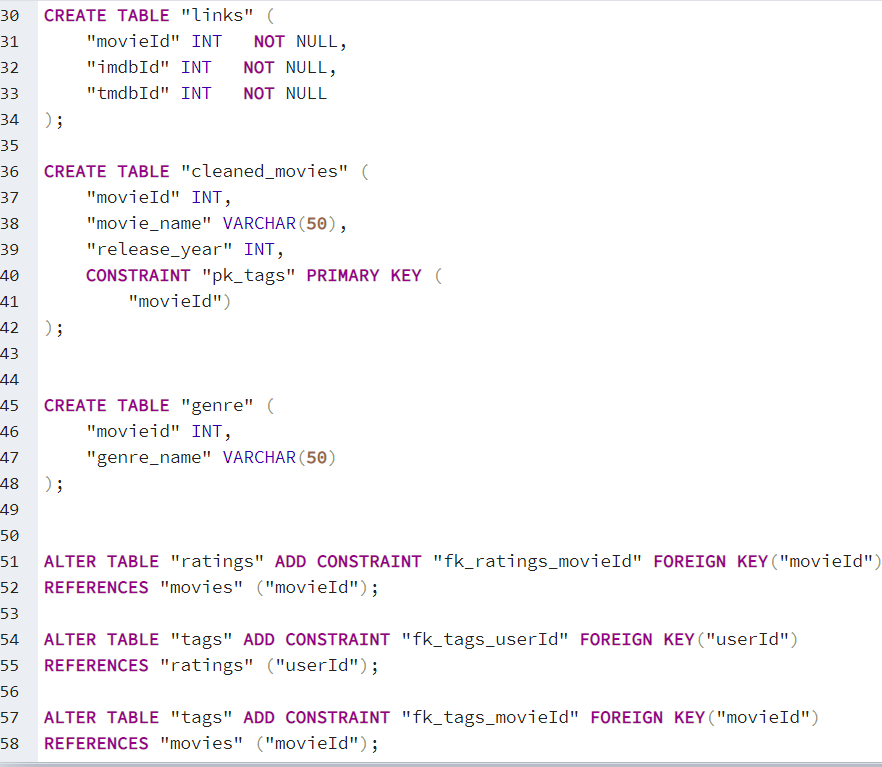 30 CREATE TABLE "links" (
31 "movieId" INT   NOT NULL,
32 "imdbId" INT   NOT NULL,
33 "tmdbId" INT   NOT NULL
34 );
35
36 CREATE TABLE "cleaned_movies" (
37 "movieId" INT,
38 "movie_name" VARCHAR(50),
39 "release_year" INT,
40 CONSTRAINT "pk_tags" PRIMARY KEY (
41 "movieId")
42 );
43
44
45 CREATE TABLE "genre" (
46 "movieid" INT,
47 "genre_name" VARCHAR(50)
48 );
49
50
51 ALTER TABLE "ratings" ADD CONSTRAINT "fk_ratings_movieId" FOREIGN KEY("movieId")
52 REFERENCES "movies" ("movieId");
53
54 ALTER TABLE "tags" ADD CONSTRAINT "fk_tags_userId" FOREIGN KEY("userId")
55 REFERENCES "ratings" ("userId");
56
57 ALTER TABLE "tags" ADD CONSTRAINT "fk_tags_movieId" FOREIGN KEY("movieId")
58 REFERENCES "movies" ("movieId");